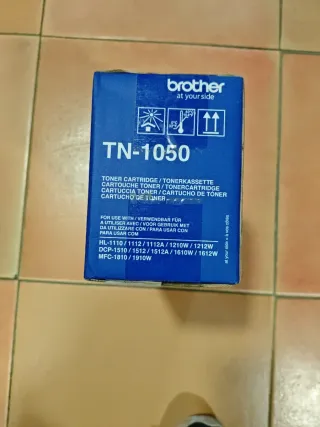 brother
at your side
TN-1050
TONER CARTRIDGE / TONERKASSETTE
CARTOUCHE TONER / TONERCARTRIDGE
CARTUCCIA TONER / CARTUCHO DE TONER
CARTUCHO DE TONER
FOR USE WITH / VERWENDBAR FÜR
A UTILISER AVEC / VOOR GEBRUIK MET
DA UTILIZZARE CON / PARA USAR CON
PARA USAR COM
HL-1110 / 1112 / 1112A / 1210W / 1212W
DCP-1510 / 1512 / 1512A / 1610W / 1612W
MFC-1810 / 1910W